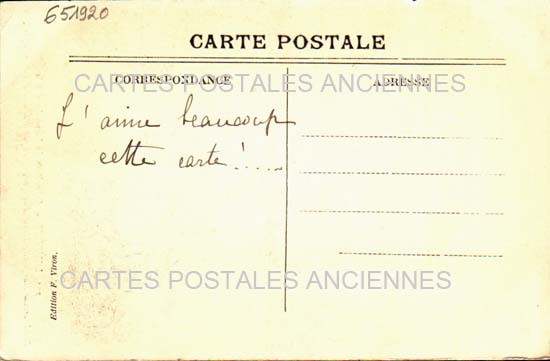 651920
CARTE POSTALE
CORRESPONDANCE
ADRESSE
CARTES POSTALES ANCIENNES
J'aime beaucoup
cette carte !.....
CARTES POSTALES ANCIENNES
Edition F. Viron.